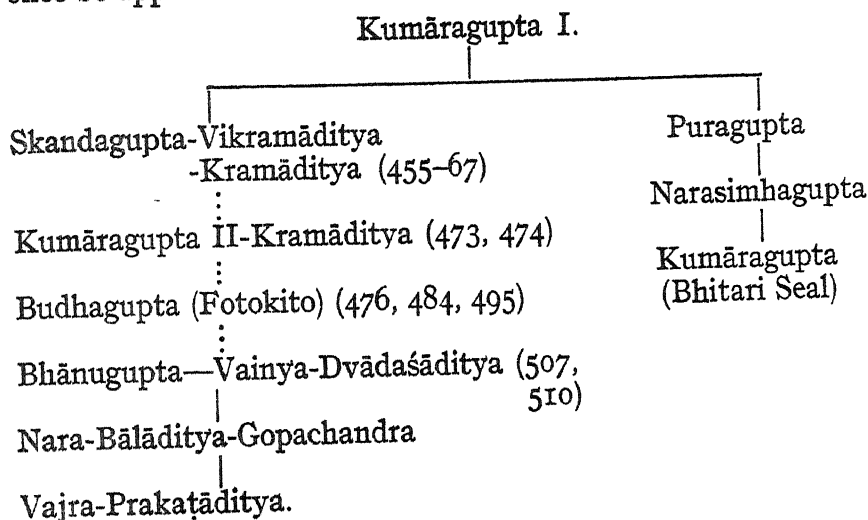 Kumāragupta I.
Skandagupta-Vikramāditya
-Kramāditya (455–67)
Kumāragupta II-Kramāditya (473, 474)
Budhagupta (Fotokito) (476, 484, 495)
Bhānugupta—Vainya-Dvādaśāditya (507,
510)
Nara-Bālāditya-Gopachandra
Vajra-Prakaṭāditya.
Puragupta
Narasimhagupta
Kumāragupta
(Bhitari Seal)